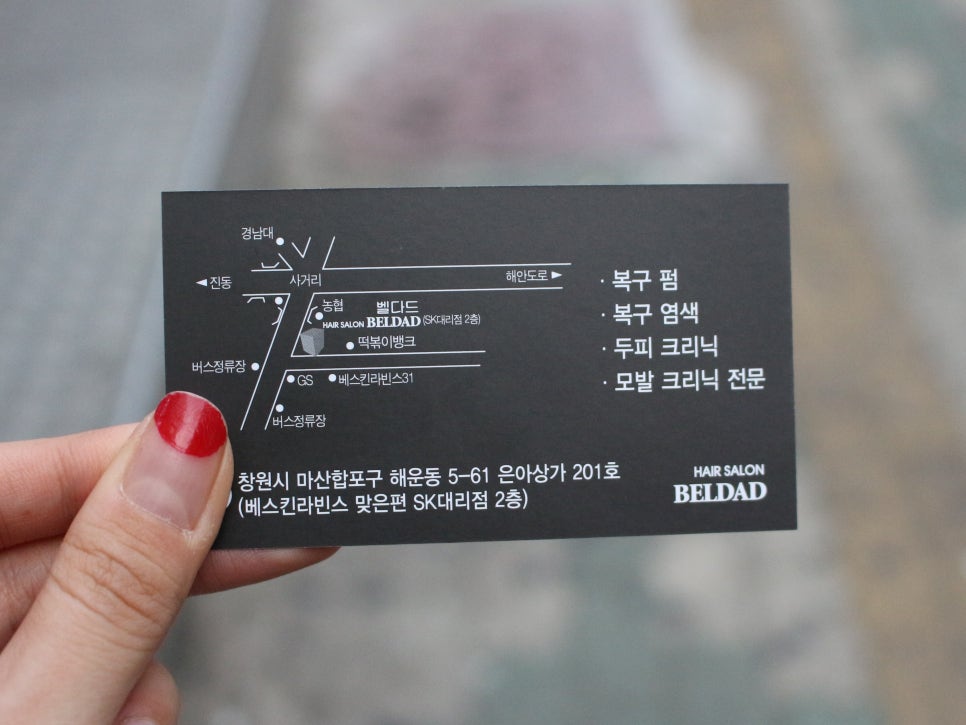 경남대
◄ 진동
사거리
해안도로 ►
농협
벨다드
HAIR SALON BELDAD (SK대리점 2층)
떡볶이뱅크
버스정류장
GS
베스킨라빈스31
버스정류장
· 복구 펌
· 복구 염색
· 두피 크리닉
· 모발 크리닉 전문
창원시 마산합포구 해운동 5-61 은아상가 201호
(베스킨라빈스 맞은편 SK대리점 2층)
HAIR SALON
BELDAD